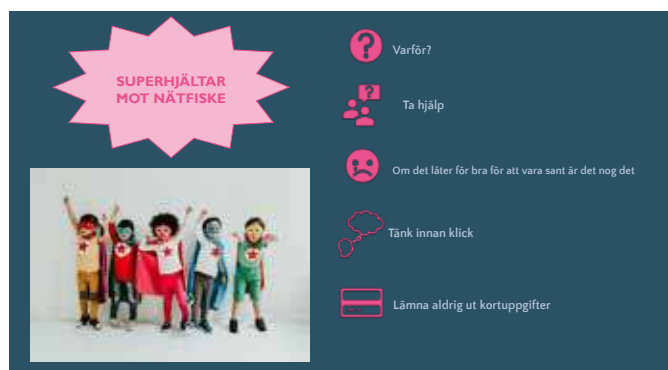 SUPERHJÄLTAR
MOT NÄTFISKE
Varför?
Ta hjälp
Om det låter för bra för att vara sant är det nog det
Tänk innan klick
Lämna aldrig ut kortuppgifter